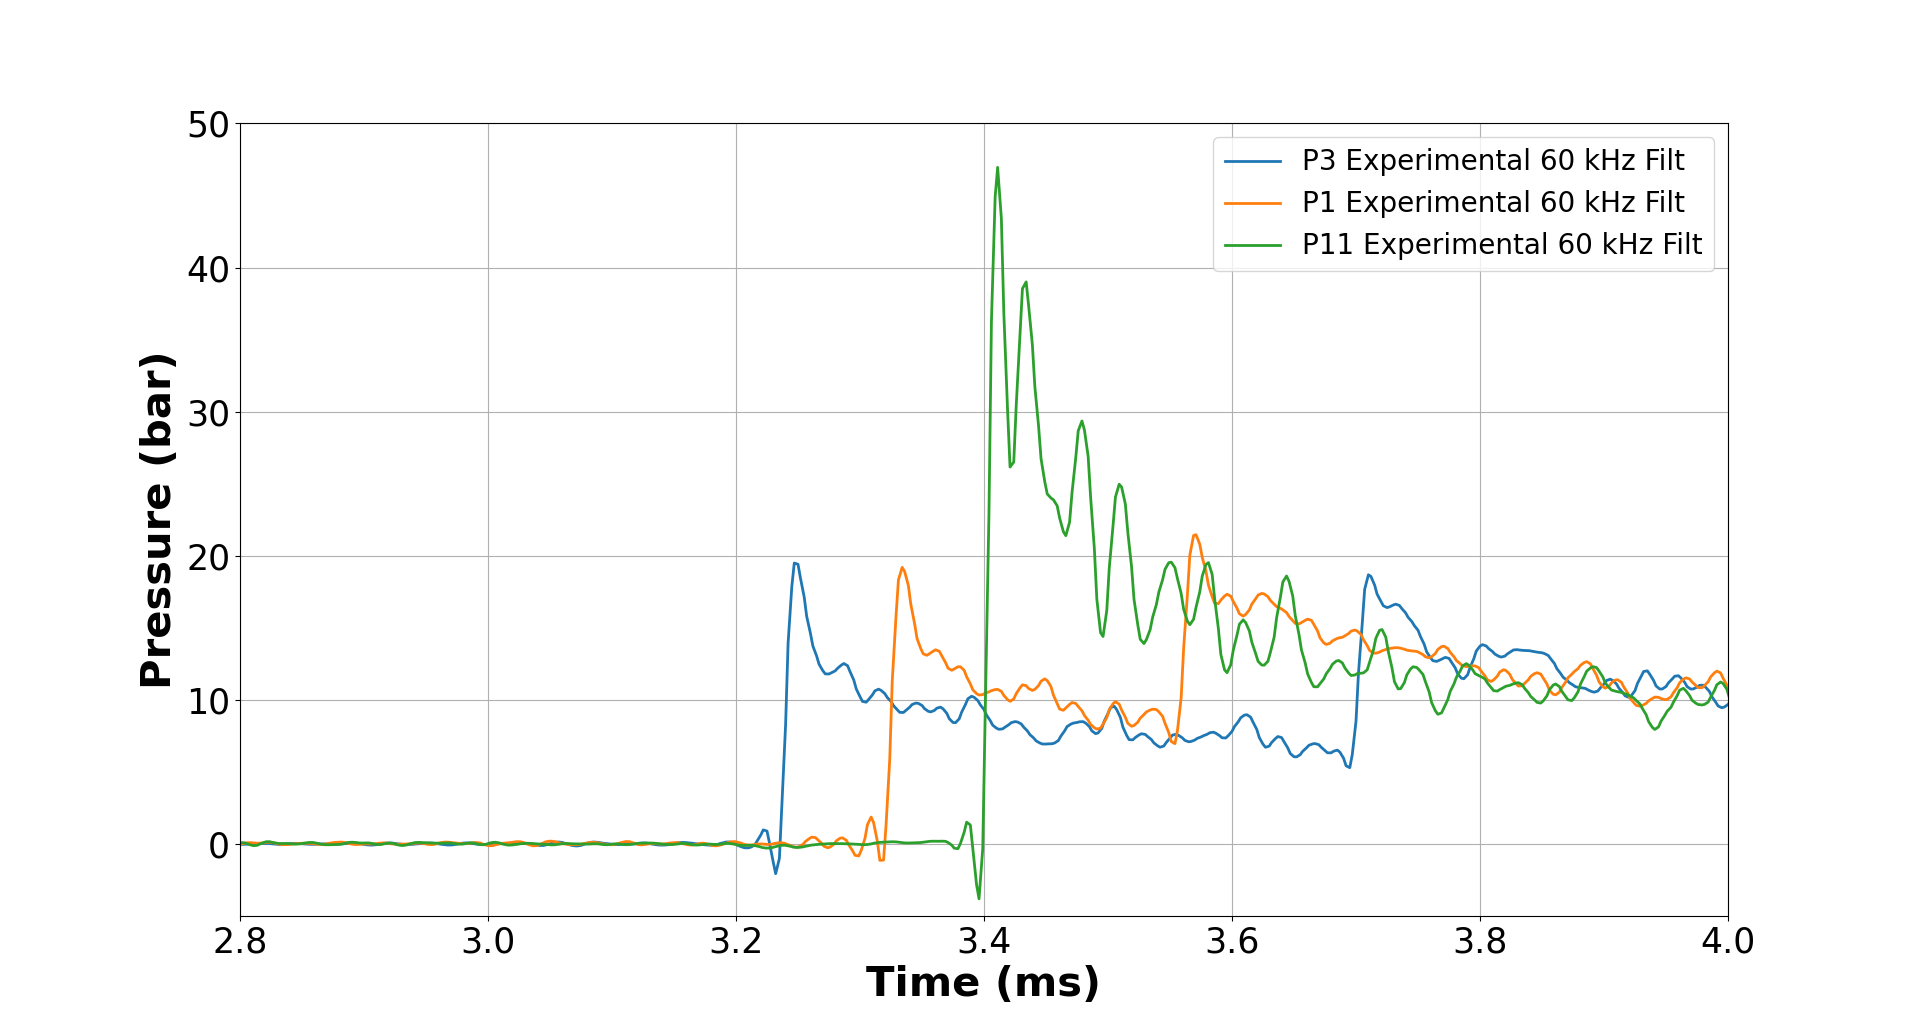 P3 Experimental 60 kHz Filt
P1 Experimental 60 kHz Filt
P11 Experimental 60 kHz Filt
Pressure (bar)
50
40
30
20
10
0
2.8 3.0 3.2 3.4 3.6 3.8 4.0
Time (ms)